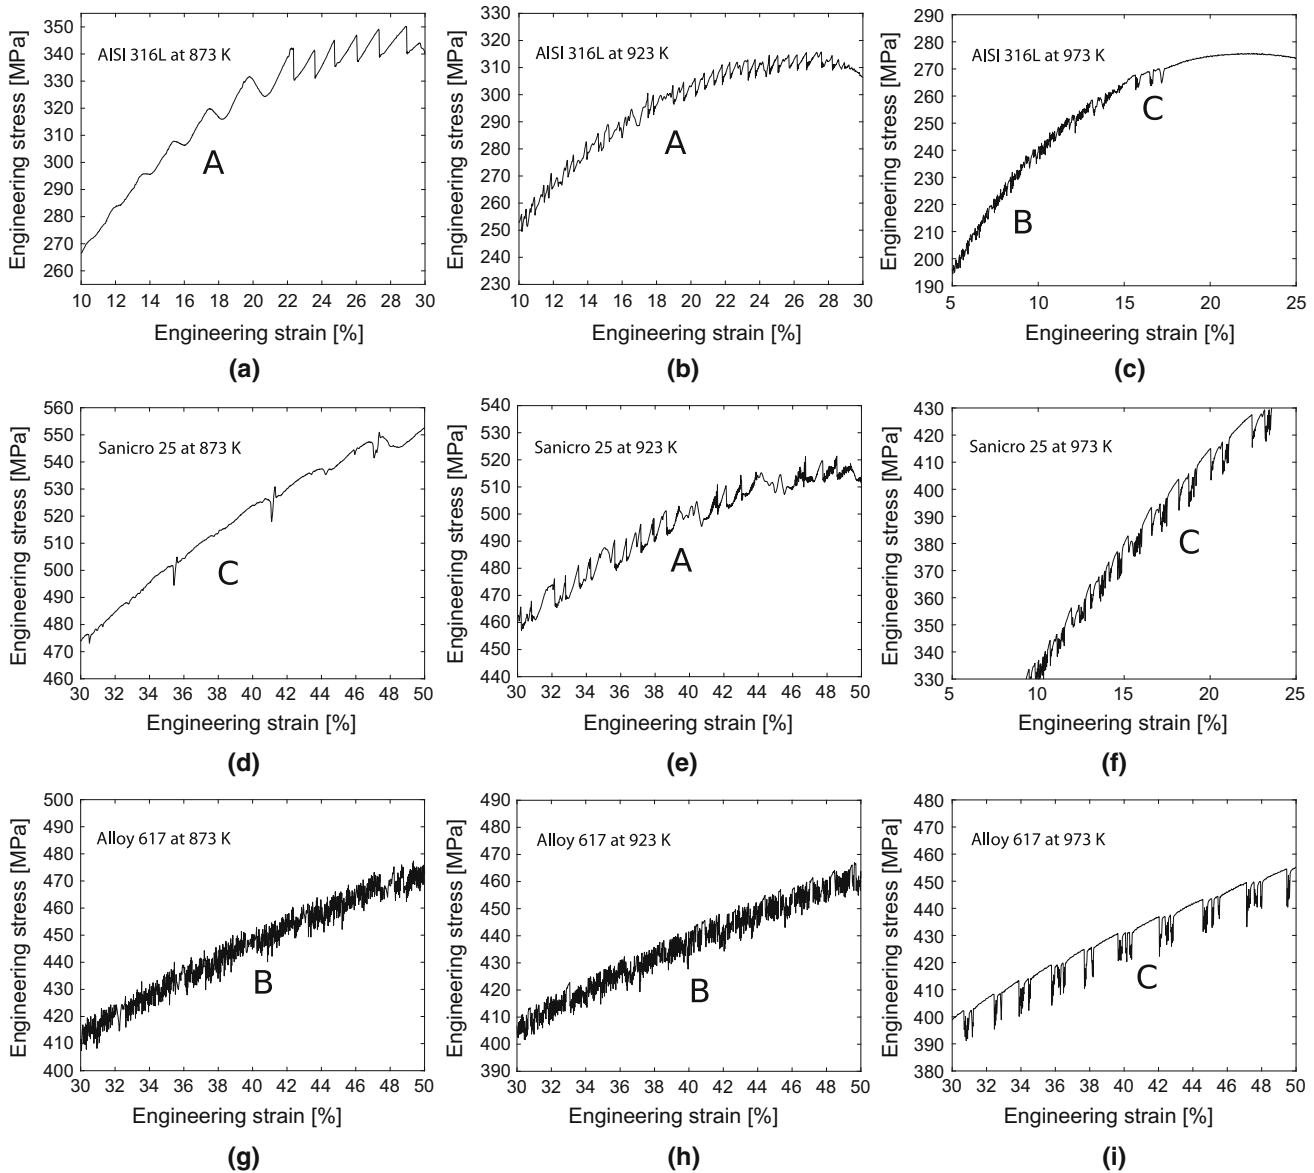 Engineering stress [MPa]
350
340
330
320
310
300
290
280
270
260
AISI 316L at 873 K
A
10 12 14 16 18 20 22 24 26 28 30
Engineering strain [%]
(a)
Engineering stress [MPa]
330
320
310
300
290
280
270
260
250
240
230
AISI 316L at 923 K
A
10 12 14 16 18 20 22 24 26 28 30
Engineering strain [%]
(b)
Engineering stress [MPa]
290
280
270
260
250
240
230
220
210
200
190
AISI 316L at 973 K
C
B
5 10 15 20 25
Engineering strain [%]
(c)
Engineering stress [MPa]
560
550
540
530
520
510
500
490
480
470
460
Sanicro 25 at 873 K
C
30 32 34 36 38 40 42 44 46 48 50
Engineering strain [%]
(d)
Engineering stress [MPa]
540
530
520
510
500
490
480
470
460
450
440
Sanicro 25 at 923 K
A
30 32 34 36 38 40 42 44 46 48 50
Engineering strain [%]
(e)
Engineering stress [MPa]
430
420
410
400
390
380
370
360
350
340
330
Sanicro 25 at 973 K
C
5 10 15 20 25
Engineering strain [%]
(f)
Engineering stress [MPa]
500
490
480
470
460
450
440
430
420
410
400
Alloy 617 at 873 K
B
30 32 34 36 38 40 42 44 46 48 50
Engineering strain [%]
(g)
Engineering stress [MPa]
490
480
470
460
450
440
430
420
410
400
390
Alloy 617 at 923 K
B
30 32 34 36 38 40 42 44 46 48 50
Engineering strain [%]
(h)
Engineering stress [MPa]
480
470
460
450
440
430
420
410
400
390
380
Alloy 617 at 973 K
C
30 32 34 36 38 40 42 44 46 48 50
Engineering strain [%]
(i)